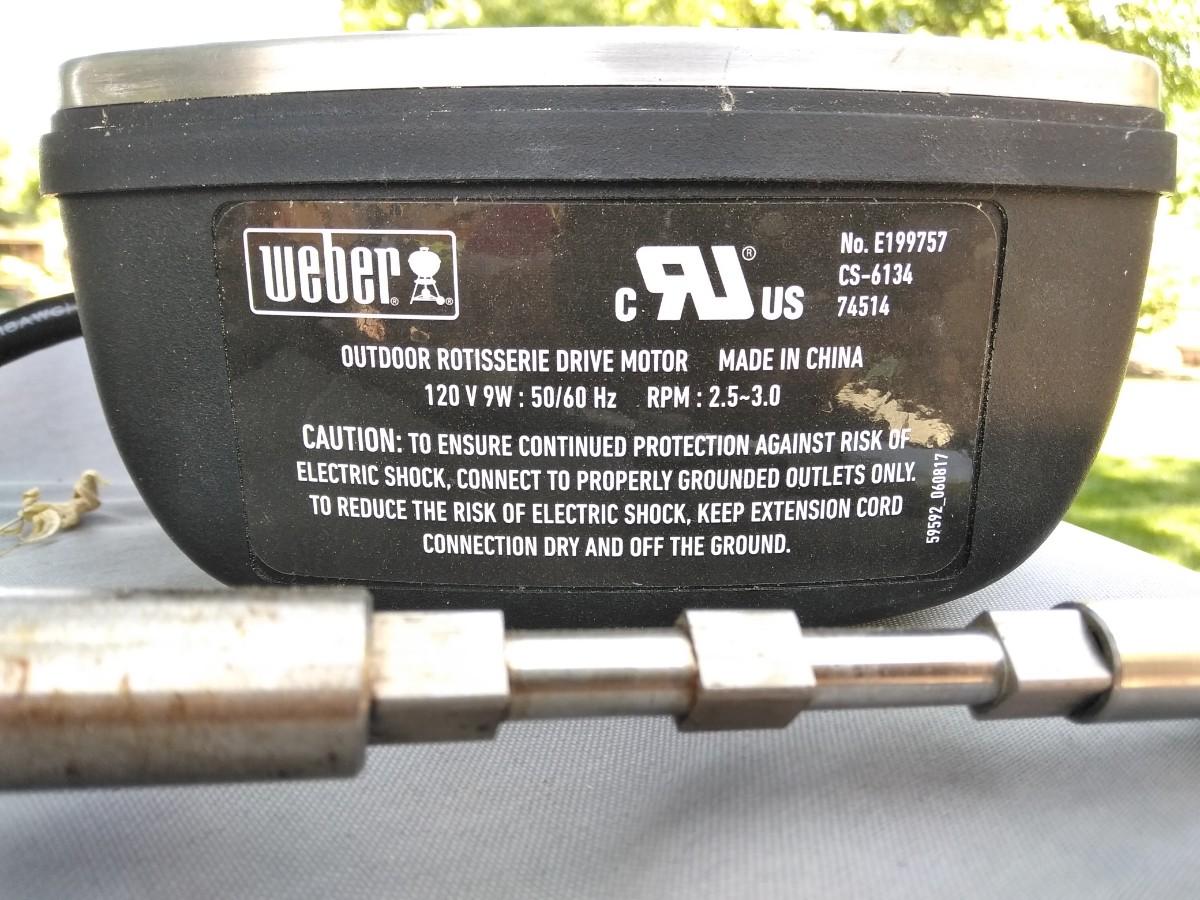 weber
C RU ® US
No. E199757
CS-6134
74514
OUTDOOR ROTISSERIE DRIVE MOTOR MADE IN CHINA
120 V 9W : 50/60 Hz RPM : 2.5~3.0
CAUTION: TO ENSURE CONTINUED PROTECTION AGAINST RISK OF
ELECTRIC SHOCK, CONNECT TO PROPERLY GROUNDED OUTLETS ONLY.
TO REDUCE THE RISK OF ELECTRIC SHOCK, KEEP EXTENSION CORD
CONNECTION DRY AND OFF THE GROUND.
59592_060817